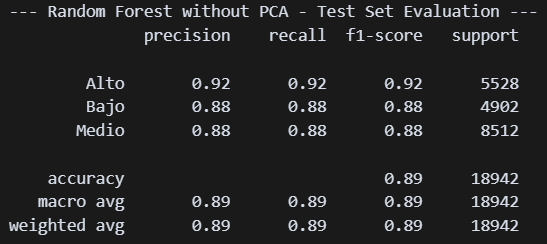 --- Random Forest without PCA - Test Set Evaluation ---
precision recall f1-score support
Alto 0.92 0.92 0.92 5528
Bajo 0.88 0.88 0.88 4902
Medio 0.88 0.88 0.88 8512
accuracy 0.89 18942
macro avg 0.89 0.89 0.89 18942
weighted avg 0.89 0.89 0.89 18942